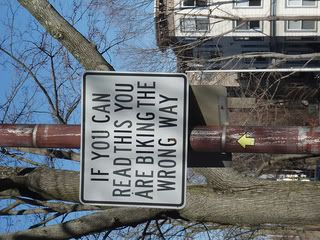 IF YOU CAN
READ THIS YOU
ARE BIKING THE
WRONG WAY